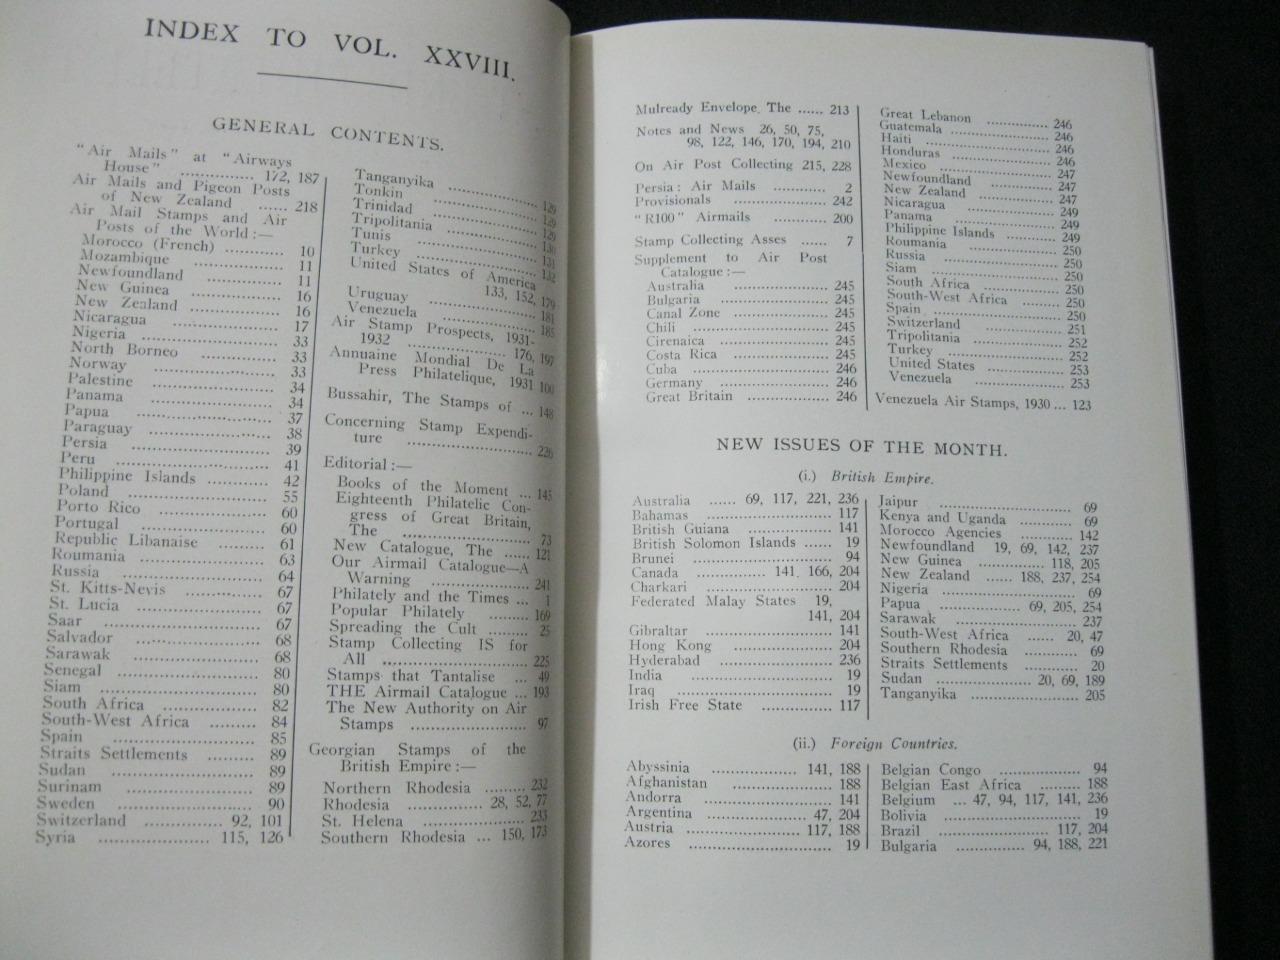 INDEX TO VOL. XXVIII.
GENERAL CONTENTS.
"Air Mails" at "Airways
House" .............. 172, 187
Air Mails and Pigeon Posts
of New Zealand ...... 218
Air Mail Stamps and Air
Posts of the World :—
Morocco (French) ............ 10
Mozambique .................. 11
Newfoundland ................ 11
New Guinea .................. 16
New Zealand ................. 16
Nicaragua ................... 17
Nigeria ..................... 33
North Borneo ................ 33
Norway ...................... 33
Palestine ................... 34
Panama ...................... 34
Papua ....................... 37
Paraguay .................... 38
Persia ...................... 39
Peru ........................ 41
Philippine Islands .......... 42
Poland ...................... 55
Porto Rico .................. 60
Portugal .................... 60
Republic Libanaise .......... 61
Roumania .................... 63
Russia ...................... 64
St. Kitts-Nevis ............. 67
St. Lucia ................... 67
Saar ........................ 67
Salvador .................... 68
Sarawak ..................... 68
Senegal ..................... 80
Siam ........................ 80
South Africa ................ 82
South-West Africa ........... 84
Spain ....................... 85
Straits Settlements ......... 89
Sudan ....................... 89
Surinam ..................... 89
Sweden ...................... 90
Switzerland ............ 92, 101
Syria ................. 115, 126
Tanganyika ................. 129
Tonkin ..................... 129
Trinidad ................... 129
Tripolitania ............... 130
Tunis ...................... 131
Turkey ..................... 132
United States of America
133, 152, 179
Uruguay .................... 181
Venezuela .................. 185
Air Stamp Prospects, 1931-
1932 .................. 176, 197
Annuaine Mondial De La
Press Philatelique, 1931 100
Bussahir, The Stamps of ... 148
Concerning Stamp Expendi-
ture ...................... 226
Editorial :—
Books of the Moment ... 145
Eighteenth Philatelic Con-
gress of Great Britain,
The ........................ 73
New Catalogue, The ..... 121
Our Airmail Catalogue—A
Warning ................... 241
Philately and the Times ... 1
Popular Philately ......... 169
Spreading the Cult ........ 25
Stamp Collecting IS for
All ....................... 225
Stamps that Tantalise ... 49
THE Airmail Catalogue ... 193
The New Authority on Air
Stamps .................... 97
Georgian Stamps of the
British Empire :—
Northern Rhodesia ......... 232
Rhodesia ............ 28, 52, 77
St. Helena ................ 233
Southern Rhodesia ... 150, 173
Mulready Envelope, The ...... 213
Notes and News 26, 50, 75,
98, 122, 146, 170, 194, 210
On Air Post Collecting 215, 228
Persia : Air Mails ........... 2
Provisionals ................ 242
"R100" Airmails ............. 200
Stamp Collecting Asses ...... 7
Supplement to Air Post
Catalogue :—
Australia ................... 245
Bulgaria .................... 245
Canal Zone .................. 245
Chili ....................... 245
Cirenaica ................... 245
Costa Rica .................. 245
Cuba ........................ 246
Germany ..................... 246
Great Britain ............... 246
Great Lebanon ............... 246
Guatemala ................... 246
Haiti ....................... 246
Honduras .................... 246
Mexico ...................... 247
Newfoundland ................ 247
New Zealand ................. 247
Nicaragua ................... 249
Panama ...................... 249
Philippine Islands .......... 249
Roumania .................... 250
Russia ...................... 250
Siam ........................ 250
South Africa ................ 250
South-West Africa ........... 250
Spain ....................... 250
Switzerland ................. 251
Tripolitania ................ 252
Turkey ...................... 252
United States ............... 253
Venezuela ................... 253
Venezuela Air Stamps, 1930 ... 123
NEW ISSUES OF THE MONTH.
(i.) British Empire.
Australia ...... 69, 117, 221, 236
Bahamas ..................... 117
British Guiana .............. 141
British Solomon Islands ..... 19
Brunei ...................... 94
Canada ............. 141, 166, 204
Charkari .................... 204
Federated Malay States 19,
141, 204
Gibraltar ................... 141
Hong Kong ................... 204
Hyderabad ................... 236
India ....................... 19
Iraq ........................ 19
Irish Free State ............ 117
Jaipur ...................... 69
Kenya and Uganda ............ 69
Morocco Agencies ............ 142
Newfoundland 19, 69, 142, 237
New Guinea ............. 118, 205
New Zealand ...... 188, 237, 254
Nigeria ..................... 69
Papua ............. 69, 205, 254
Sarawak ..................... 237
South-West Africa ...... 20, 47
Southern Rhodesia ........... 69
Straits Settlements ......... 20
Sudan .............. 20, 69, 189
Tanganyika .................. 205
(ii.) Foreign Countries.
Abyssinia .............. 141, 188
Afghanistan ................. 188
Andorra ..................... 141
Argentina ............... 47, 204
Austria ................ 117, 188
Azores ...................... 19
Belgian Congo ............... 94
Belgian East Africa ......... 188
Belgium ... 47, 94, 117, 141, 236
Bolivia ..................... 19
Brazil ................. 117, 204
Bulgaria ........... 94, 188, 221